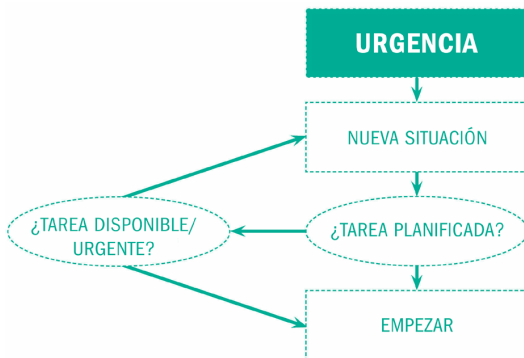 URGENCIA
NUEVA SITUACIÓN
¿TAREA DISPONIBLE/
URGENTE?
¿TAREA PLANIFICADA?
EMPEZAR